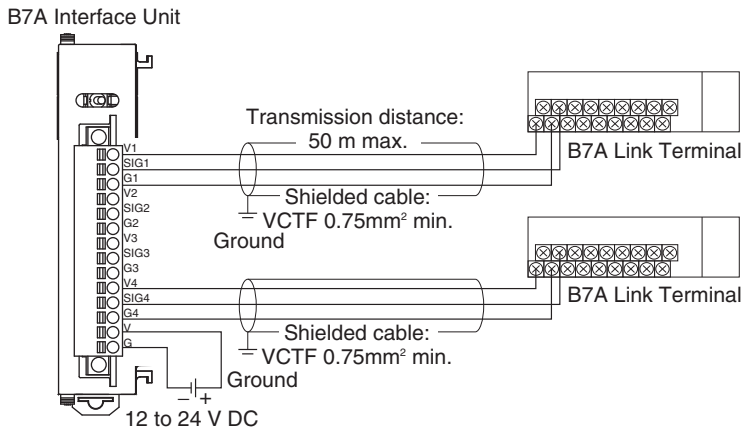 B7A Interface Unit
Transmission distance:
50 m max.
V1
SIG1
G1
V2
SIG2
G2
V3
SIG3
G3
V4
SIG4
G4
V
G
B7A Link Terminal
Shielded cable:
VCTF 0.75mm² min.
Ground
B7A Link Terminal
Shielded cable:
VCTF 0.75mm² min.
Ground
– +
12 to 24 V DC